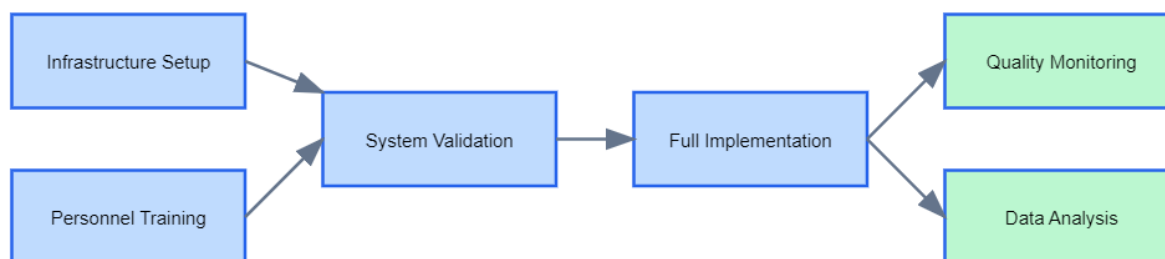 Infrastructure Setup
Personnel Training
System Validation
Full Implementation
Quality Monitoring
Data Analysis